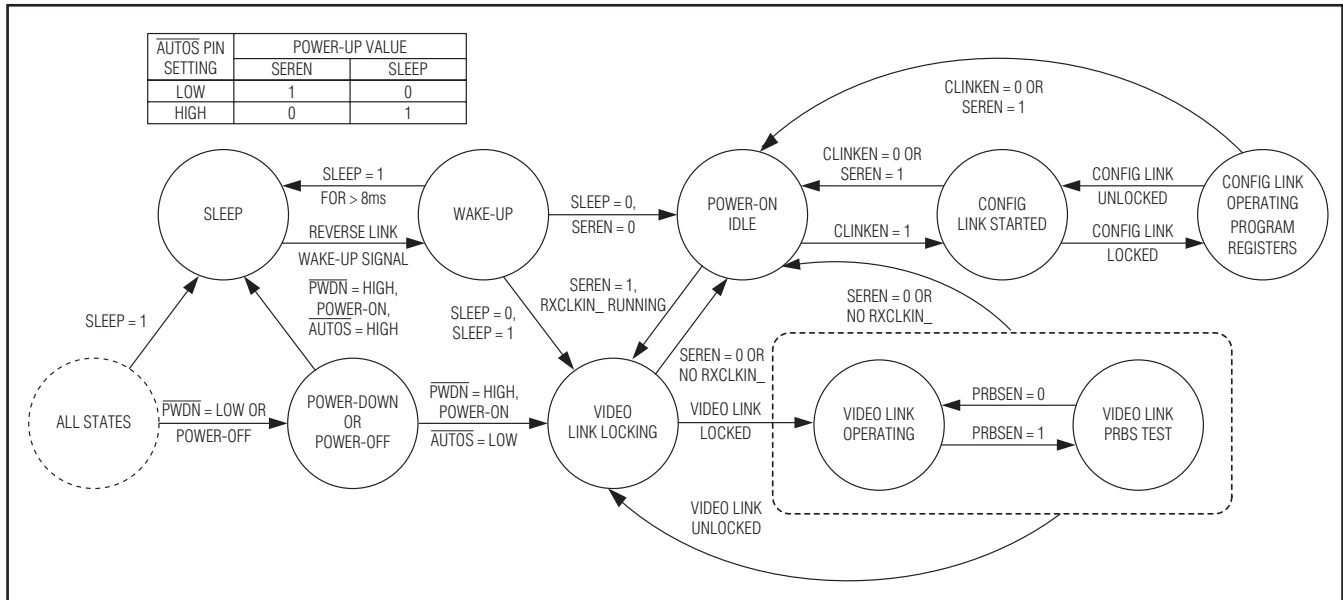 AUTOS PIN
SETTING
POWER-UP VALUE
SEREN SLEEP
LOW 1 0
HIGH 0 1
CLINKEN = 0 OR
SEREN = 1
SLEEP
SLEEP = 1
FOR > 8ms
REVERSE LINK
WAKE-UP SIGNAL
WAKE-UP
SLEEP = 0,
SEREN = 0
POWER-ON
IDLE
CLINKEN = 0 OR
SEREN = 1
CLINKEN = 1
CONFIG
LINK STARTED
CONFIG LINK
UNLOCKED
CONFIG LINK
LOCKED
CONFIG LINK
OPERATING
PROGRAM
REGISTERS
SLEEP = 1
PWDN = HIGH,
POWER-ON,
AUTOS = HIGH
SLEEP = 0,
SLEEP = 1
SEREN = 1,
RXCLKIN_ RUNNING
SEREN = 0 OR
NO RXCLKIN_
SEREN = 0 OR
NO RXCLKIN_
ALL STATES
PWDN = LOW OR
POWER-OFF
POWER-DOWN
OR
POWER-OFF
PWDN = HIGH,
POWER-ON
AUTOS = LOW
VIDEO
LINK LOCKING
VIDEO LINK
LOCKED
VIDEO LINK
OPERATING
PRBSEN = 0
PRBSEN = 1
VIDEO LINK
PRBS TEST
VIDEO LINK
UNLOCKED